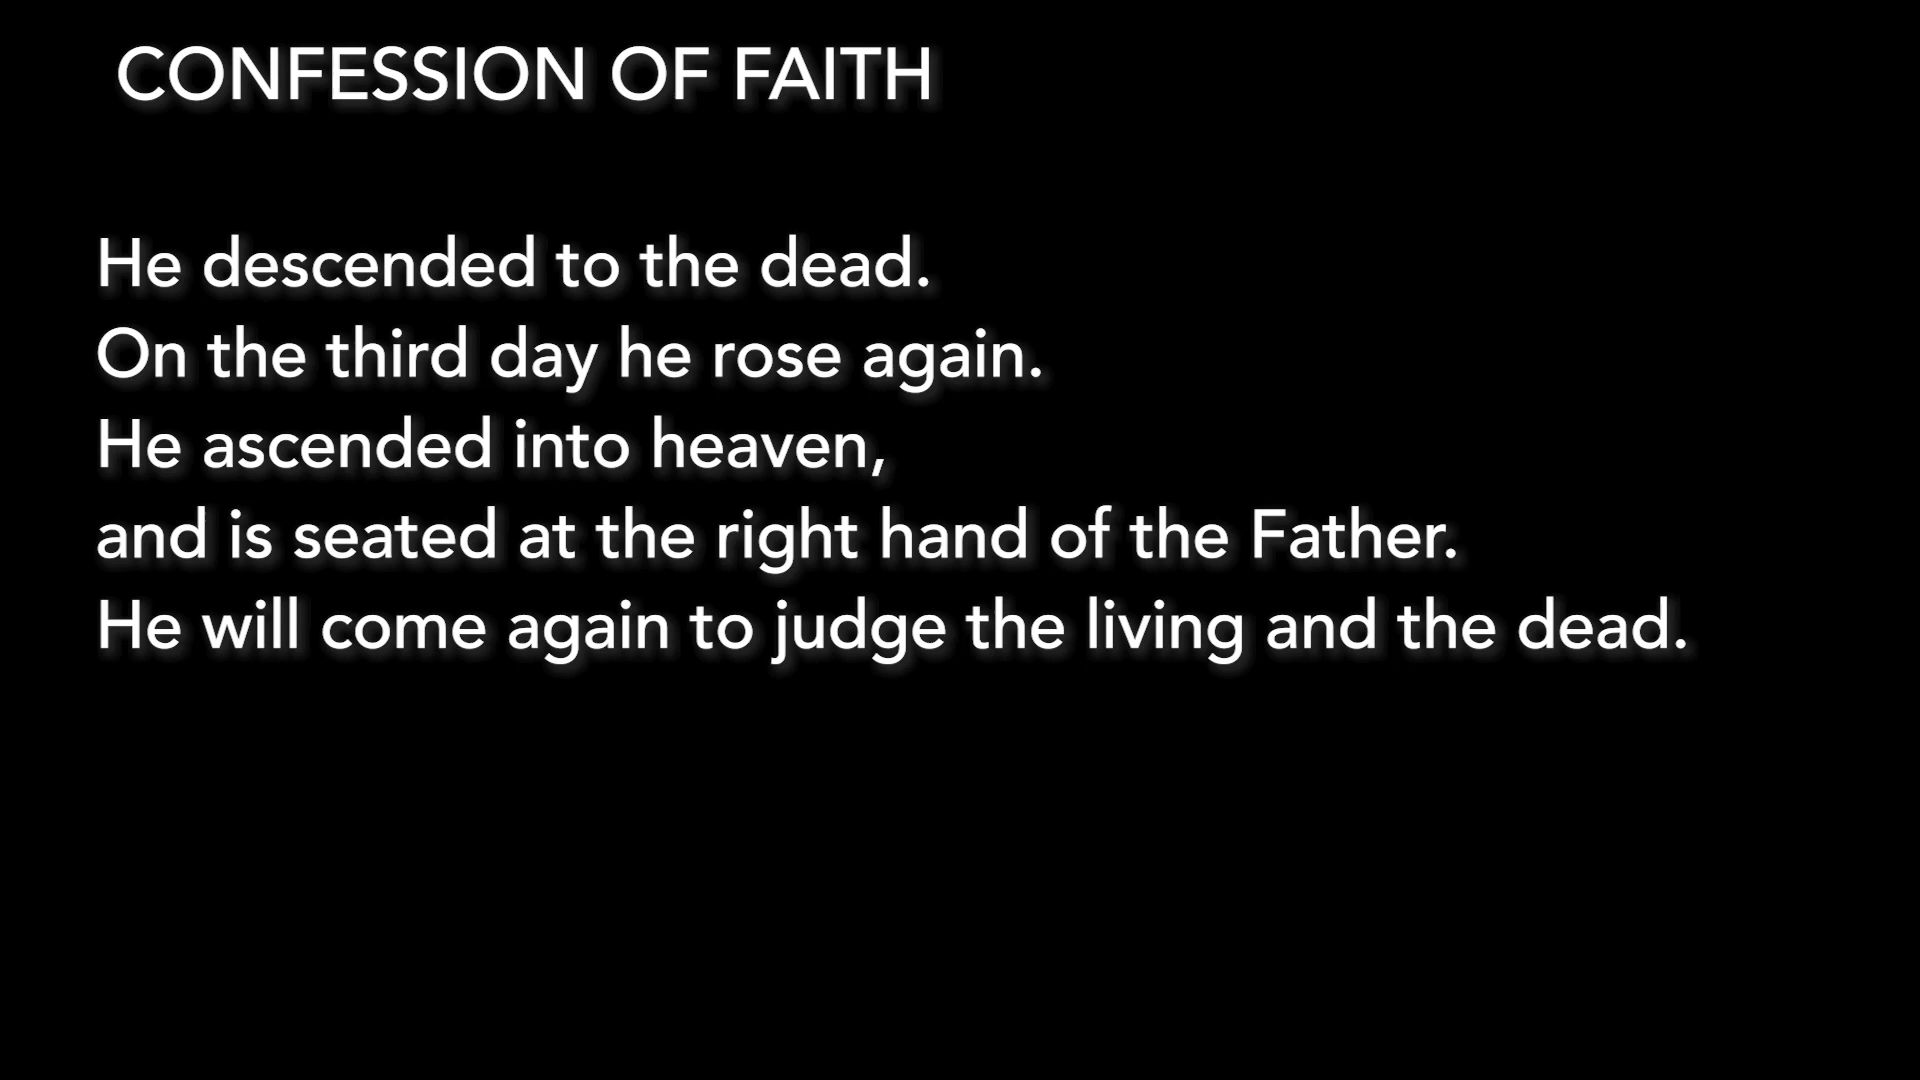 CONFESSION OF FAITH
He descended to the dead.
On the third day he rose again.
He ascended into heaven,
and is seated at the right hand of the Father.
He will come again to judge the living and the dead.